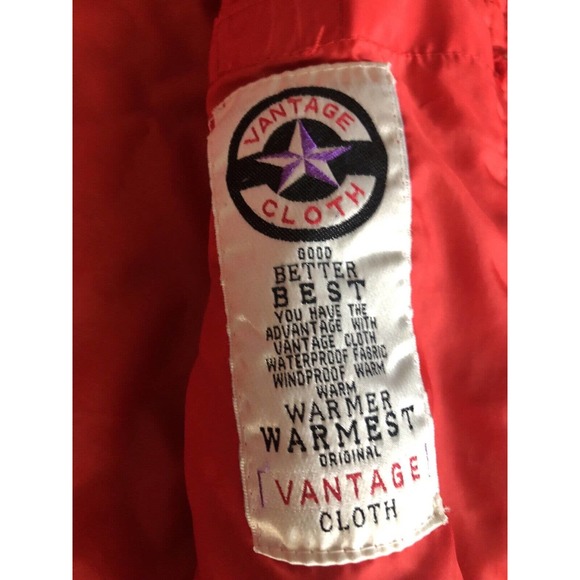 VANTAGE
CLOTH
GOOD
BETTER
BEST
YOU HAVE THE
ADVANTAGE WITH
VANTAGE CLOTH
WATERPROOF FABRIC
WINDPROOF WARM
WARM
WARMER
WARMEST
ORIGINAL
[VANTAGE]
CLOTH